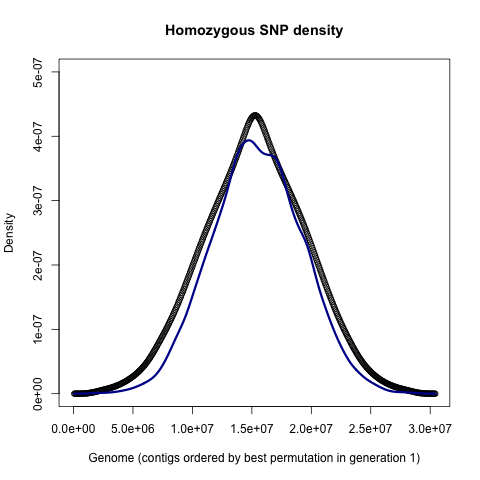 Homozygous SNP density
Density
5e-07
4e-07
3e-07
2e-07
1e-07
0e+00
0.0e+00 5.0e+06 1.0e+07 1.5e+07 2.0e+07 2.5e+07 3.0e+07
Genome (contigs ordered by best permutation in generation 1)